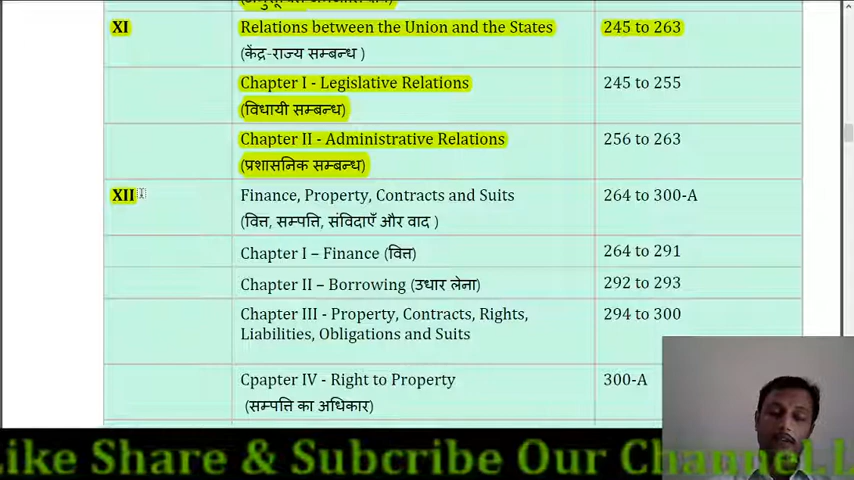 (अनुसूचित
XI Relations between the Union and the States 245 to 263
(केंद्र-राज्य सम्बन्ध )
Chapter I - Legislative Relations 245 to 255
(विधायी सम्बन्ध)
Chapter II - Administrative Relations 256 to 263
(प्रशासनिक सम्बन्ध)
XII Finance, Property, Contracts and Suits 264 to 300-A
(वित्त, सम्पत्ति, संविदाएँ और वाद )
Chapter I – Finance (वित्त) 264 to 291
Chapter II – Borrowing (उधार लेना) 292 to 293
Chapter III - Property, Contracts, Rights, 294 to 300
Liabilities, Obligations and Suits
Cpapter IV - Right to Property 300-A
(सम्पत्ति का अधिकार)
Like Share & Subcribe Our Channel.L